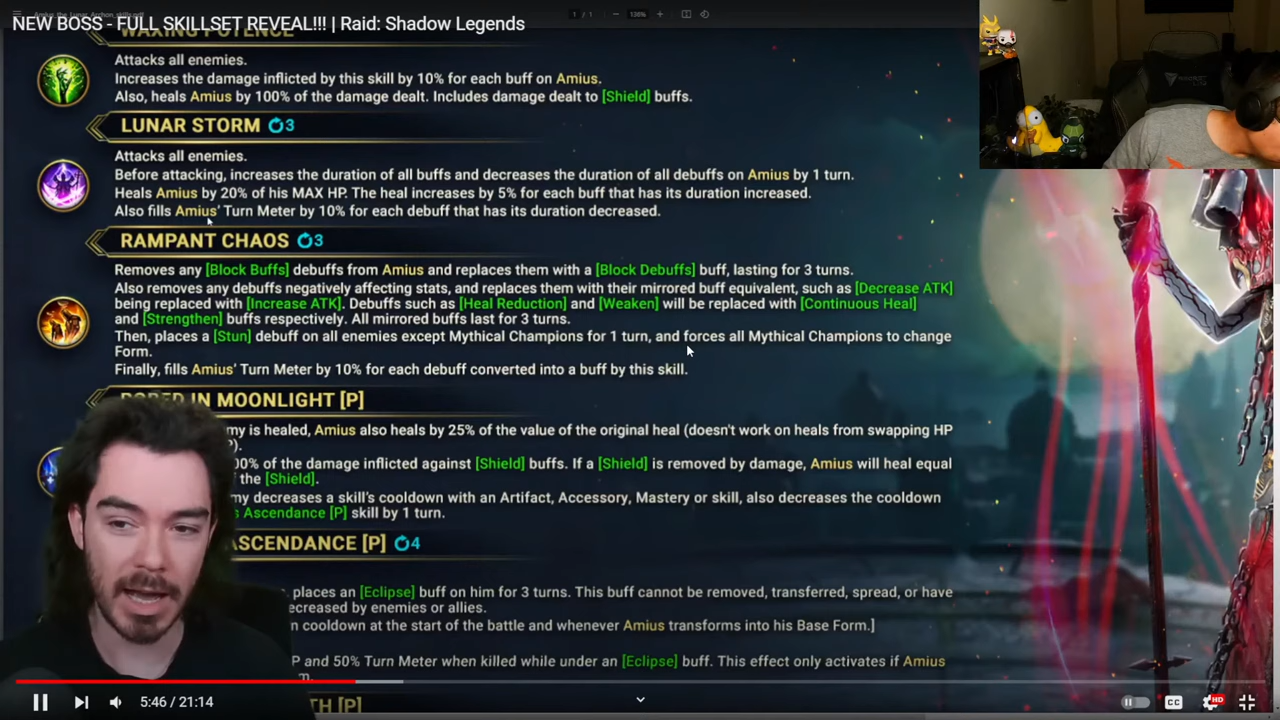 NEW BOSS - FULL SKILLSET REVEAL!!! | Raid: Shadow Legends
1 / 1
136%
WAXING POTENCE
Attacks all enemies.
Increases the damage inflicted by this skill by 10% for each buff on Amius.
Also, heals Amius by 100% of the damage dealt. Includes damage dealt to [Shield] buffs.
LUNAR STORM 3
Attacks all enemies.
Before attacking, increases the duration of all buffs and decreases the duration of all debuffs on Amius by 1 turn.
Heals Amius by 20% of his MAX HP. The heal increases by 5% for each buff that has its duration increased.
Also fills Amius' Turn Meter by 10% for each debuff that has its duration decreased.
RAMPANT CHAOS 3
Removes any [Block Buffs] debuffs from Amius and replaces them with a [Block Debuffs] buff, lasting for 3 turns.
Also removes any debuffs negatively affecting stats, and replaces them with their mirrored buff equivalent, such as [Decrease ATK]
being replaced with [Increase ATK]. Debuffs such as [Heal Reduction] and [Weaken] will be replaced with [Continuous Heal]
and [Strengthen] buffs respectively. All mirrored buffs last for 3 turns.
Then, places a [Stun] debuff on all enemies except Mythical Champions for 1 turn, and forces all Mythical Champions to change
Form.
Finally, fills Amius' Turn Meter by 10% for each debuff converted into a buff by this skill.
IN MOONLIGHT [P]
my is healed, Amius also heals by 25% of the value of the original heal (doesn't work on heals from swapping HP
00% of the damage inflicted against [Shield] buffs. If a [Shield] is removed by damage, Amius will heal equal
f the [Shield].
my decreases a skill's cooldown with an Artifact, Accessory, Mastery or skill, also decreases the cooldown
s Ascendance [P] skill by 1 turn.
ASCENDANCE [P] 4
, places an [Eclipse] buff on him for 3 turns. This buff cannot be removed, transferred, spread, or have
ecreased by enemies or allies.
n cooldown at the start of the battle and whenever Amius transforms into his Base Form.]
P and 50% Turn Meter when killed while under an [Eclipse] buff. This effect only activates if Amius
m.
TH [P]
5:46 / 21:14
CC
HD